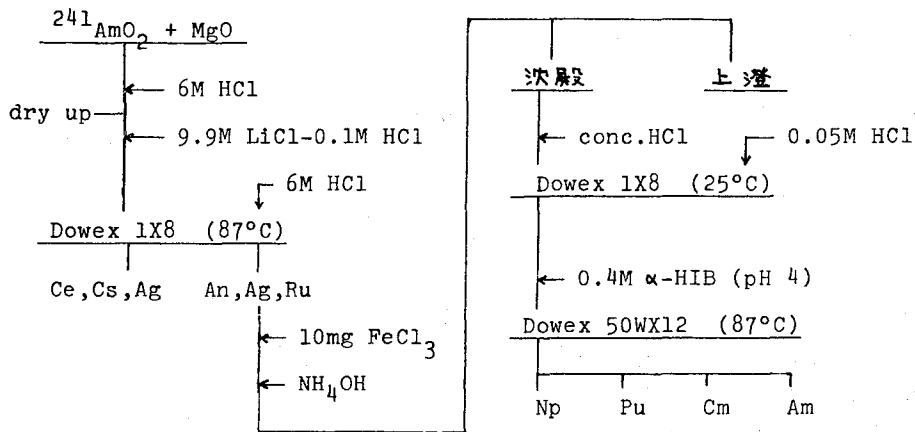 ²⁴¹AmO₂ + MgO
6M HCl
dry up
9.9M LiCl-0.1M HCl
6M HCl
Dowex 1X8 (87°C)
Ce,Cs,Ag An,Ag,Ru
10mg FeCl₃
NH₄OH
沈殿 上澄
conc.HCl 0.05M HCl
Dowex 1X8 (25°C)
0.4M α-HIB (pH 4)
Dowex 50WX12 (87°C)
Np Pu Cm Am